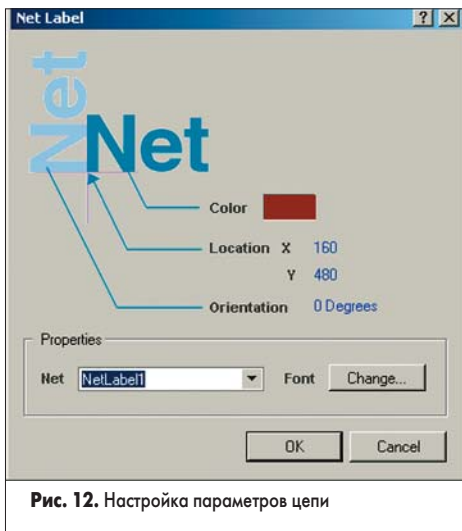 Net Label
Net
Net
Color
Location X 160
Y 480
Orientation 0 Degrees
Properties
Net NetLabel1 Font Change...
OK Cancel
Рис. 12. Настройка параметров цепи